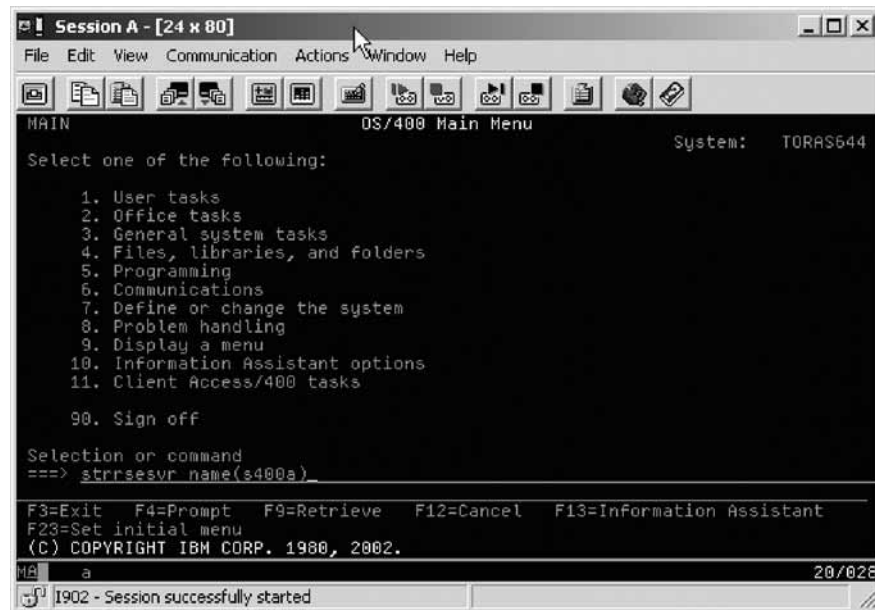 Session A - [24 x 80]
File Edit View Communication Actions Window Help
MAIN OS/400 Main Menu
System: TORAS644
Select one of the following:
1. User tasks
2. Office tasks
3. General system tasks
4. Files, libraries, and folders
5. Programming
6. Communications
7. Define or change the system
8. Problem handling
9. Display a menu
10. Information Assistant options
11. Client Access/400 tasks
90. Sign off
Selection or command
===> strrsesvr name(s400a)_
F3=Exit F4=Prompt F9=Retrieve F12=Cancel F13=Information Assistant
F23=Set initial menu
(C) COPYRIGHT IBM CORP. 1980, 2002.
MA a 20/028
I902 - Session successfully started